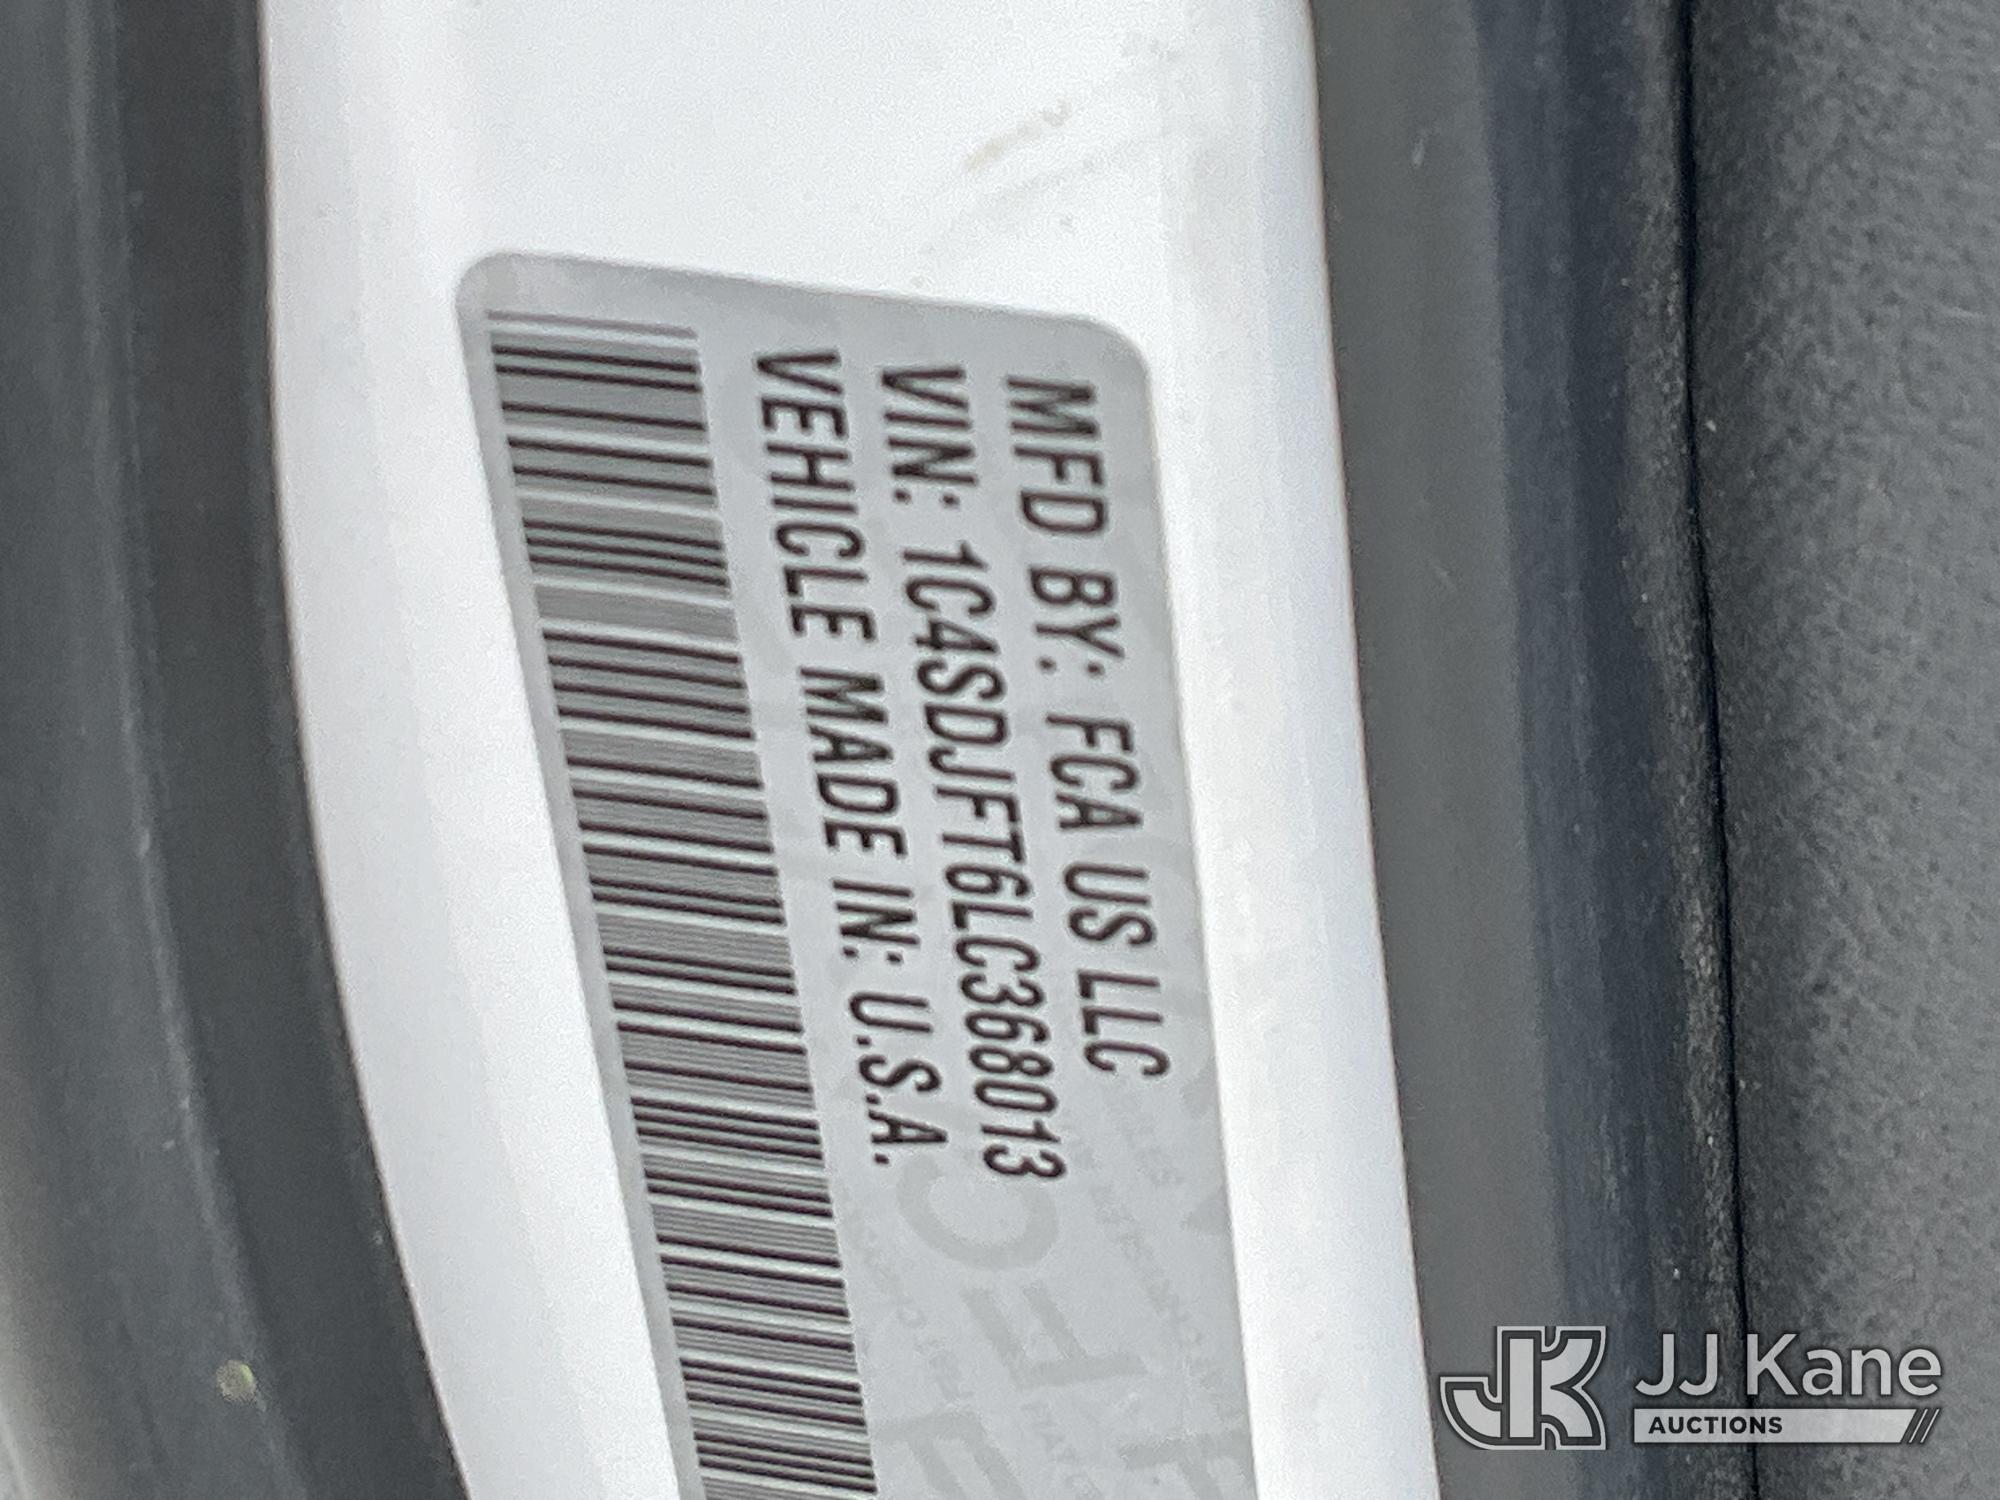 MFD BY: FCA US LLC
VIN: 1C4SDJFT6LC368013
VEHICLE MADE IN: U.S.A.
JJ Kane
AUCTIONS